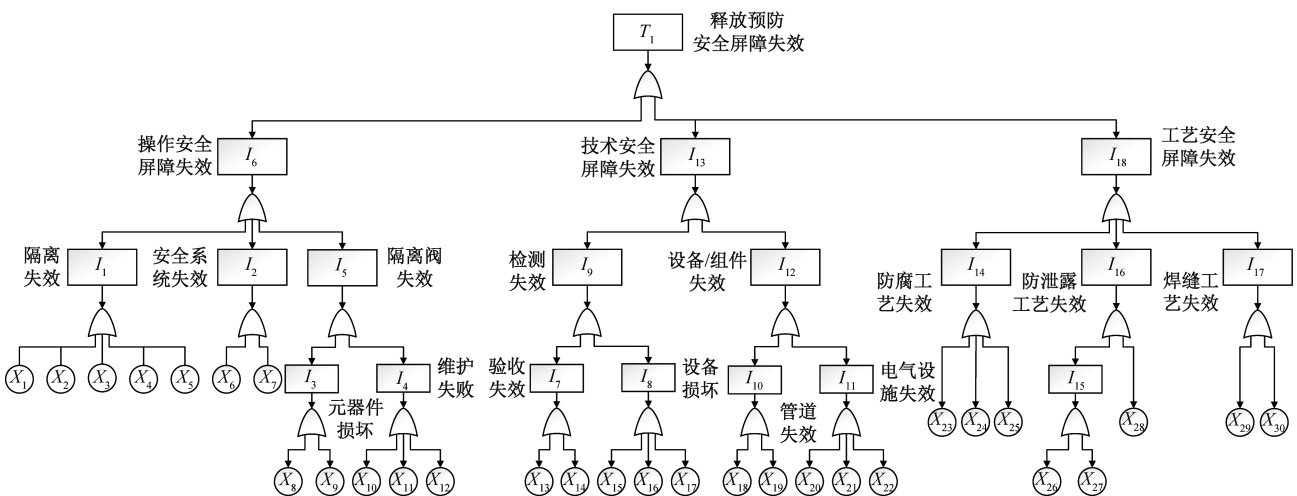 T₁
释放预防
安全屏障失效
操作安全
屏障失效
I₆
技术安全
屏障失效
I₁₃
I₁₈
工艺安全
屏障失效
隔离
失效
I₁
安全系
统失效
I₂
I₅
隔离阀
失效
检测
失效
I₉
设备/组件
失效
I₁₂
防腐工
艺失效
I₁₄
防泄露
工艺失效
I₁₆
焊缝工
艺失效
I₁₇
X₁
X₂
X₃
X₄
X₅
X₆
X₇
I₃
元器件
损坏
I₄
维护
失败
验收
失效
I₇
I₈
设备
损坏
I₁₀
管道
失效
I₁₁
电气设
施失效
I₁₅
X₂₃
X₂₄
X₂₅
X₂₈
X₂₉
X₃₀
X₈
X₉
X₁₀
X₁₁
X₁₂
X₁₃
X₁₄
X₁₅
X₁₆
X₁₇
X₁₈
X₁₉
X₂₀
X₂₁
X₂₂
X₂₆
X₂₇